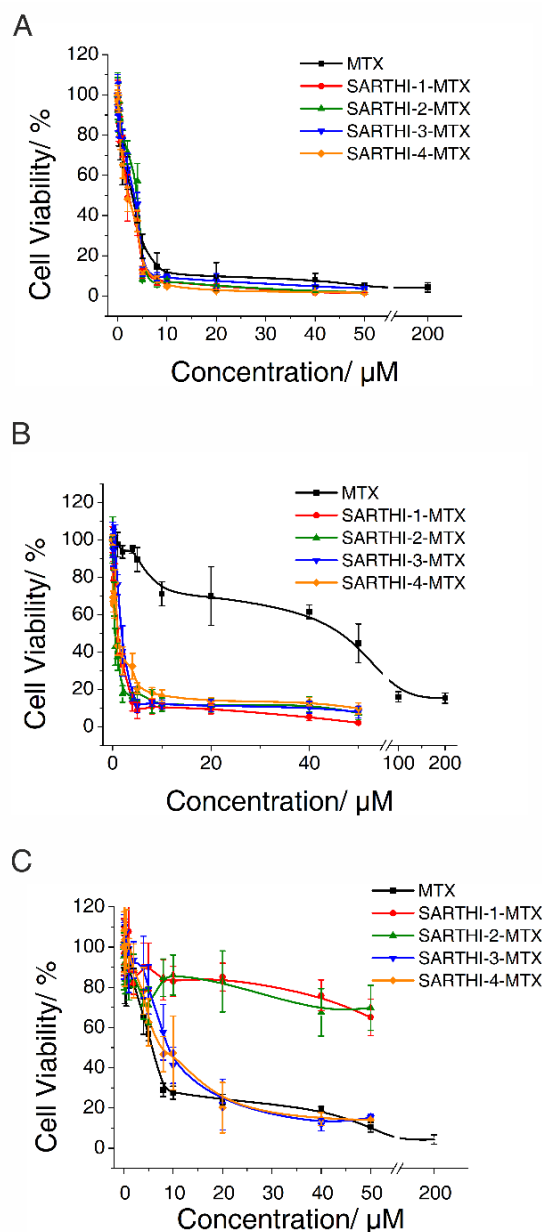 A
MTX
SARTHI-1-MTX
SARTHI-2-MTX
SARTHI-3-MTX
SARTHI-4-MTX
120
100
80
60
40
20
0
Cell Viability/ %
0 10 20 30 40 50 200
Concentration/ µM
B
MTX
SARTHI-1-MTX
SARTHI-2-MTX
SARTHI-3-MTX
SARTHI-4-MTX
120
100
80
60
40
20
0
Cell Viability/ %
0 20 40 100 200
Concentration/ µM
C
MTX
SARTHI-1-MTX
SARTHI-2-MTX
SARTHI-3-MTX
SARTHI-4-MTX
120
100
80
60
40
20
0
Cell Viability/ %
0 10 20 30 40 50 200
Concentration/ µM